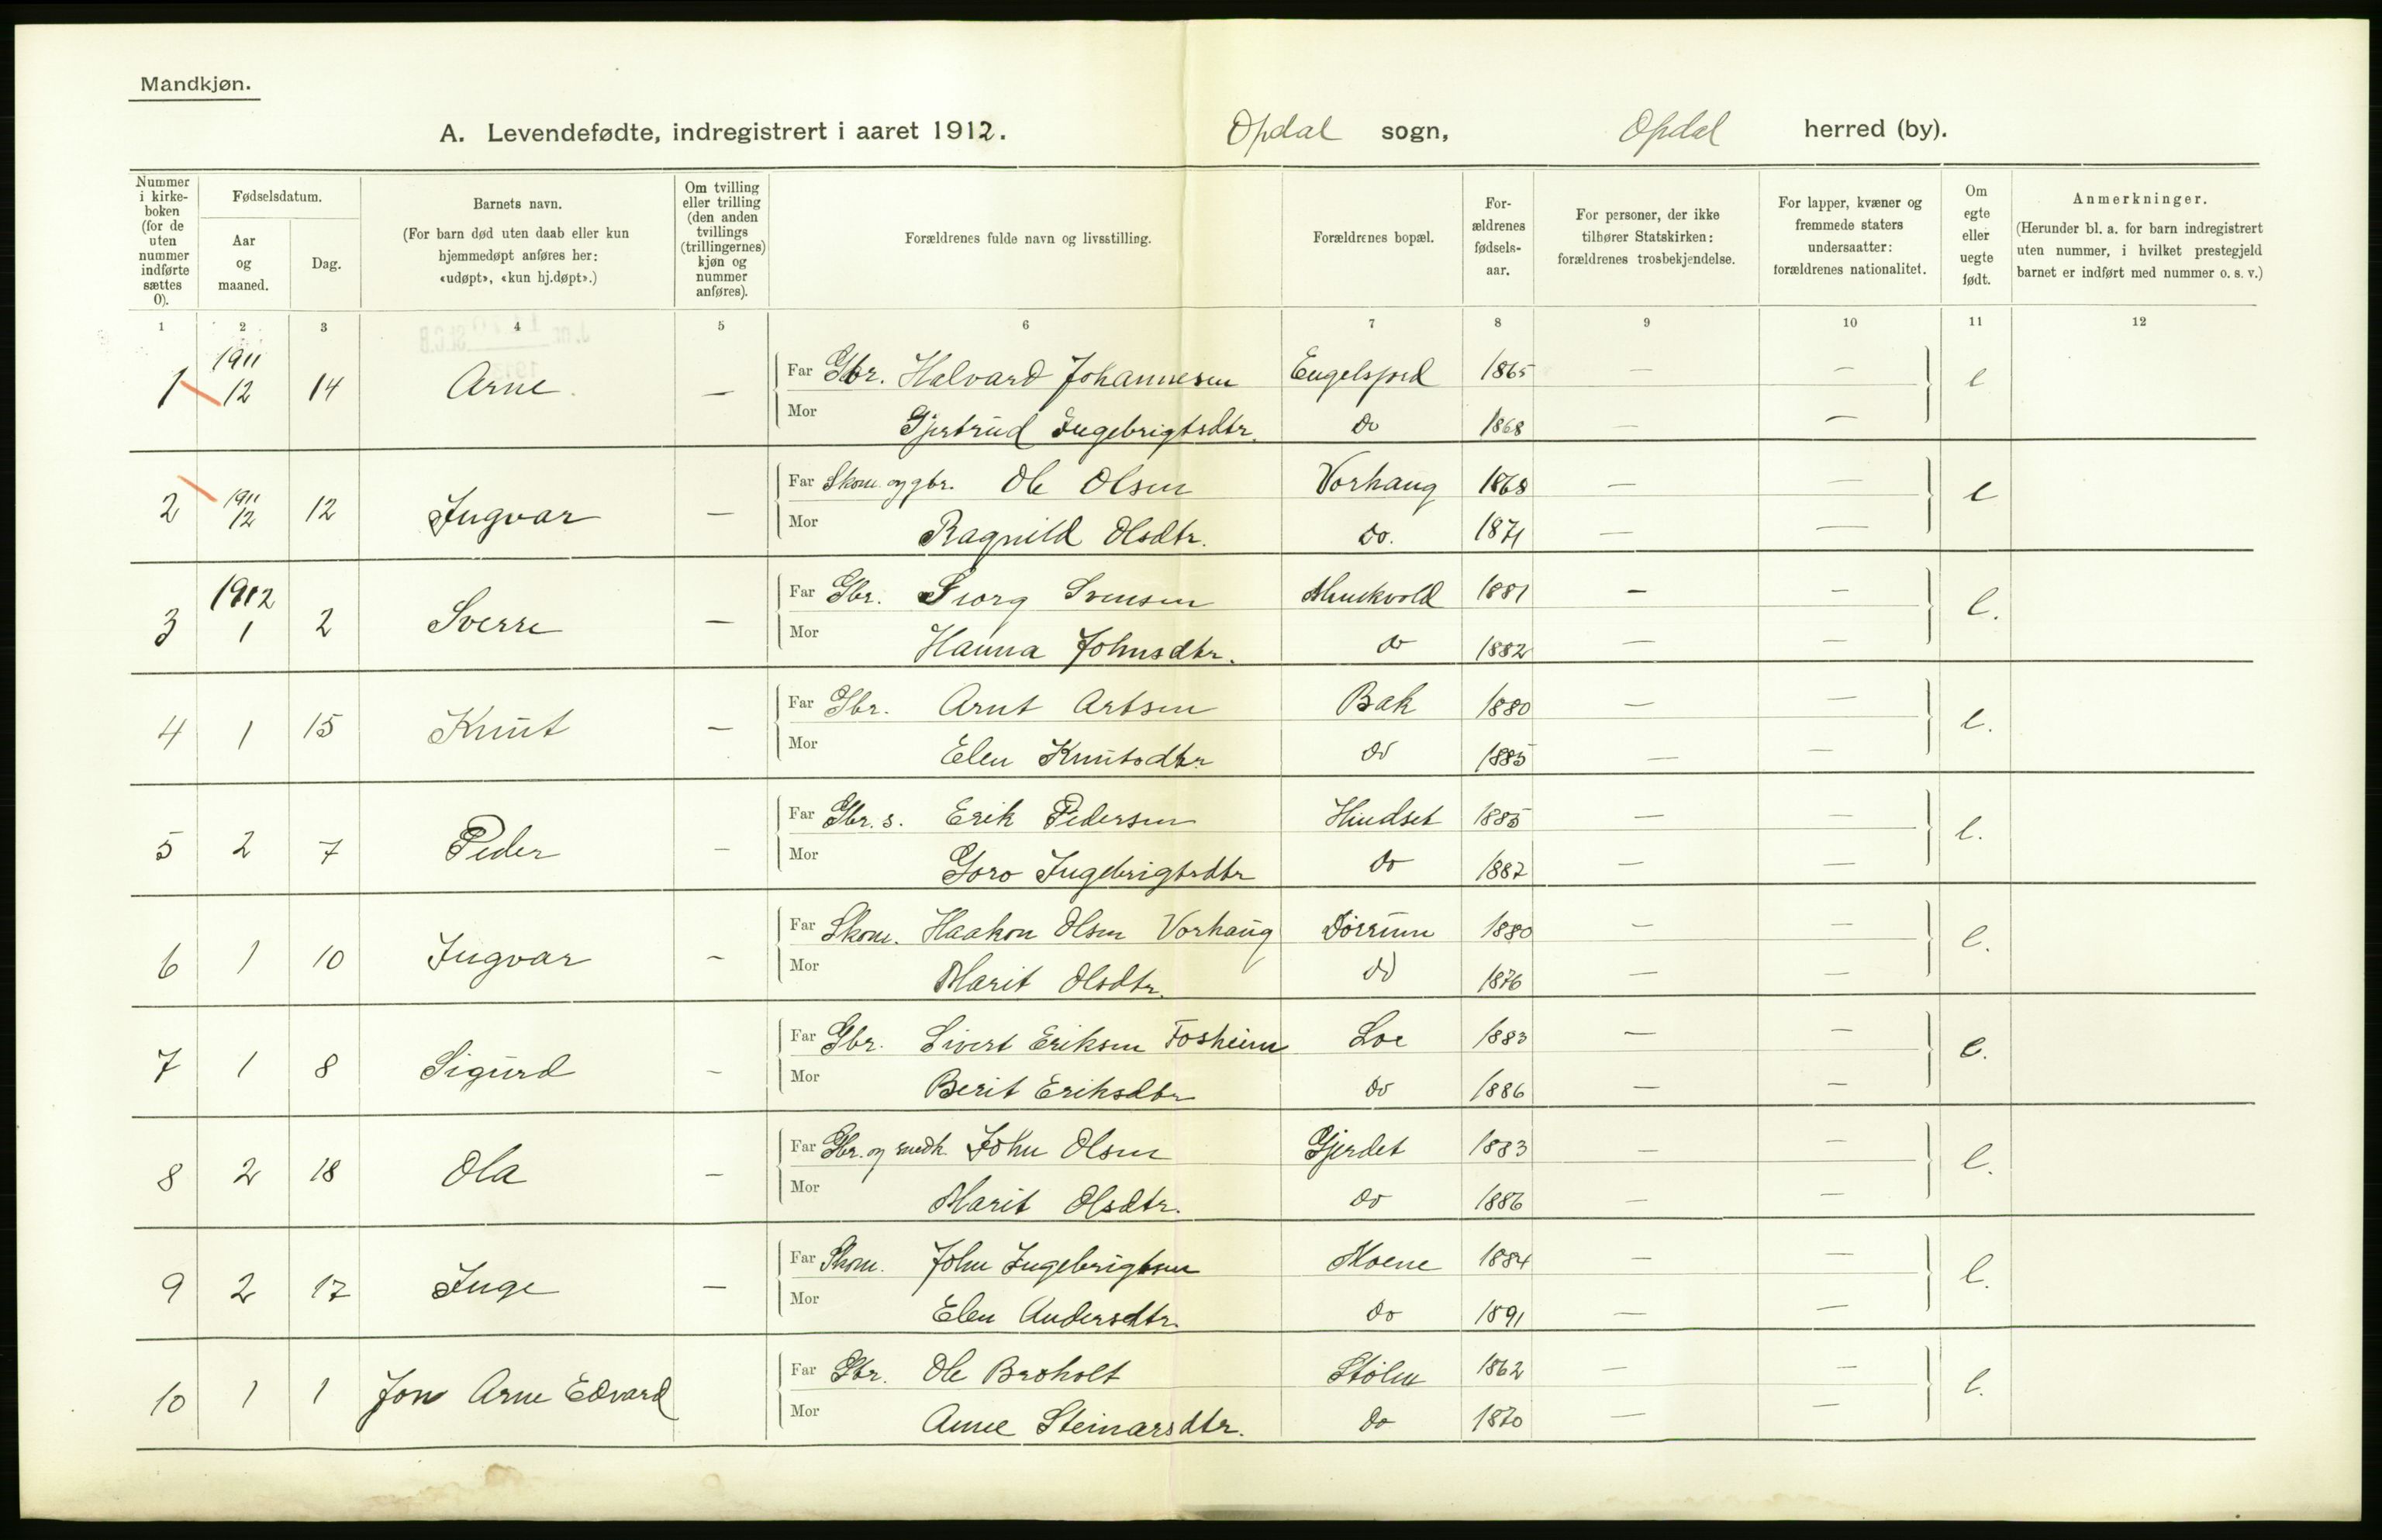 Mandkjøn.
A. Levendefødte, indregistrert i aaret 1912. Opdal sogn, Opdal herred (by).
Nummer i kirke-boken (for de uten nummer indførte sættes 0).
Fødselsdatum.
Aar og maaned.
Dag.
Barnets navn.
(For barn død uten daab eller kun hjemmedøpt anføres her: «udøpt», «kun hj.døpt».)
Om tvilling eller trilling (den anden tvillings (trillingernes) kjøn og nummer anføres).
Forældrenes fulde navn og livsstilling.
Forældrenes bopæl.
For-ældrenes fødsels-aar.
For personer, der ikke tilhører Statskirken: forældrenes trosbekjendelse.
For lapper, kvæner og fremmede staters undersaatter: forældrenes nationalitet.
Om egte eller uegte født.
Anmerkninger.
(Herunder bl. a. for barn indregistrert uten nummer, i hvilket prestegjeld barnet er indført med nummer o. s. v.)
1 2 3 4 5 6 7 8 9 10 11 12
1 1911 12 14 Arne — Far Gbr. Halvard Johannesen Engelsjord 1865 — — e
Mor Gjertrud Ingebrigtsdtr. do 1868 — —
2 1911 12 12 Ingvar — Far Skom. og gbr. Ole Olsen Vorhaug 1868 — — e
Mor Ragnild Olsdtr. do. 1871 — —
3 1912 1 2 Sverre — Far Gbr. Georg Svensen Munkvold 1881 — — e.
Mor Hanna Johnsdtr. do 1882 — —
4 1 15 Knut — Far Gbr. Arnt Artsen Bak 1880 — — e.
Mor Elen Knutsdtr do 1885 — —
5 2 7 Peder — Far Gbr. s. Erik Pedersen Hindset 1885 — — e.
Mor Goro Ingebrigtsdtr do 1887 — —
6 1 10 Ingvar — Far Skom. Haakon Olsen Vorhaug Dørrum 1880 — — e.
Mor Marit Olsdtr. do 1876 — —
7 1 8 Sigurd — Far Gbr. Sivert Eriksen Fosheim Loe 1883 — — e.
Mor Berit Eriksdtr do 1886 — —
8 2 18 Ola — Far Gbr. og snedk. John Olsen Gjerdet 1883 — — e.
Mor Marit Olsdtr. do 1886 — —
9 2 17 Inge — Far Skom. John Ingebrigtsen Moene 1884 — — e.
Mor Elen Andersdtr. do 1891 — —
10 1 1 Jon Arne Edvard Far Gbr. Ole Broholt Stølen 1862 — — e.
Mor Anne Steinarsdtr. do 1870 — —